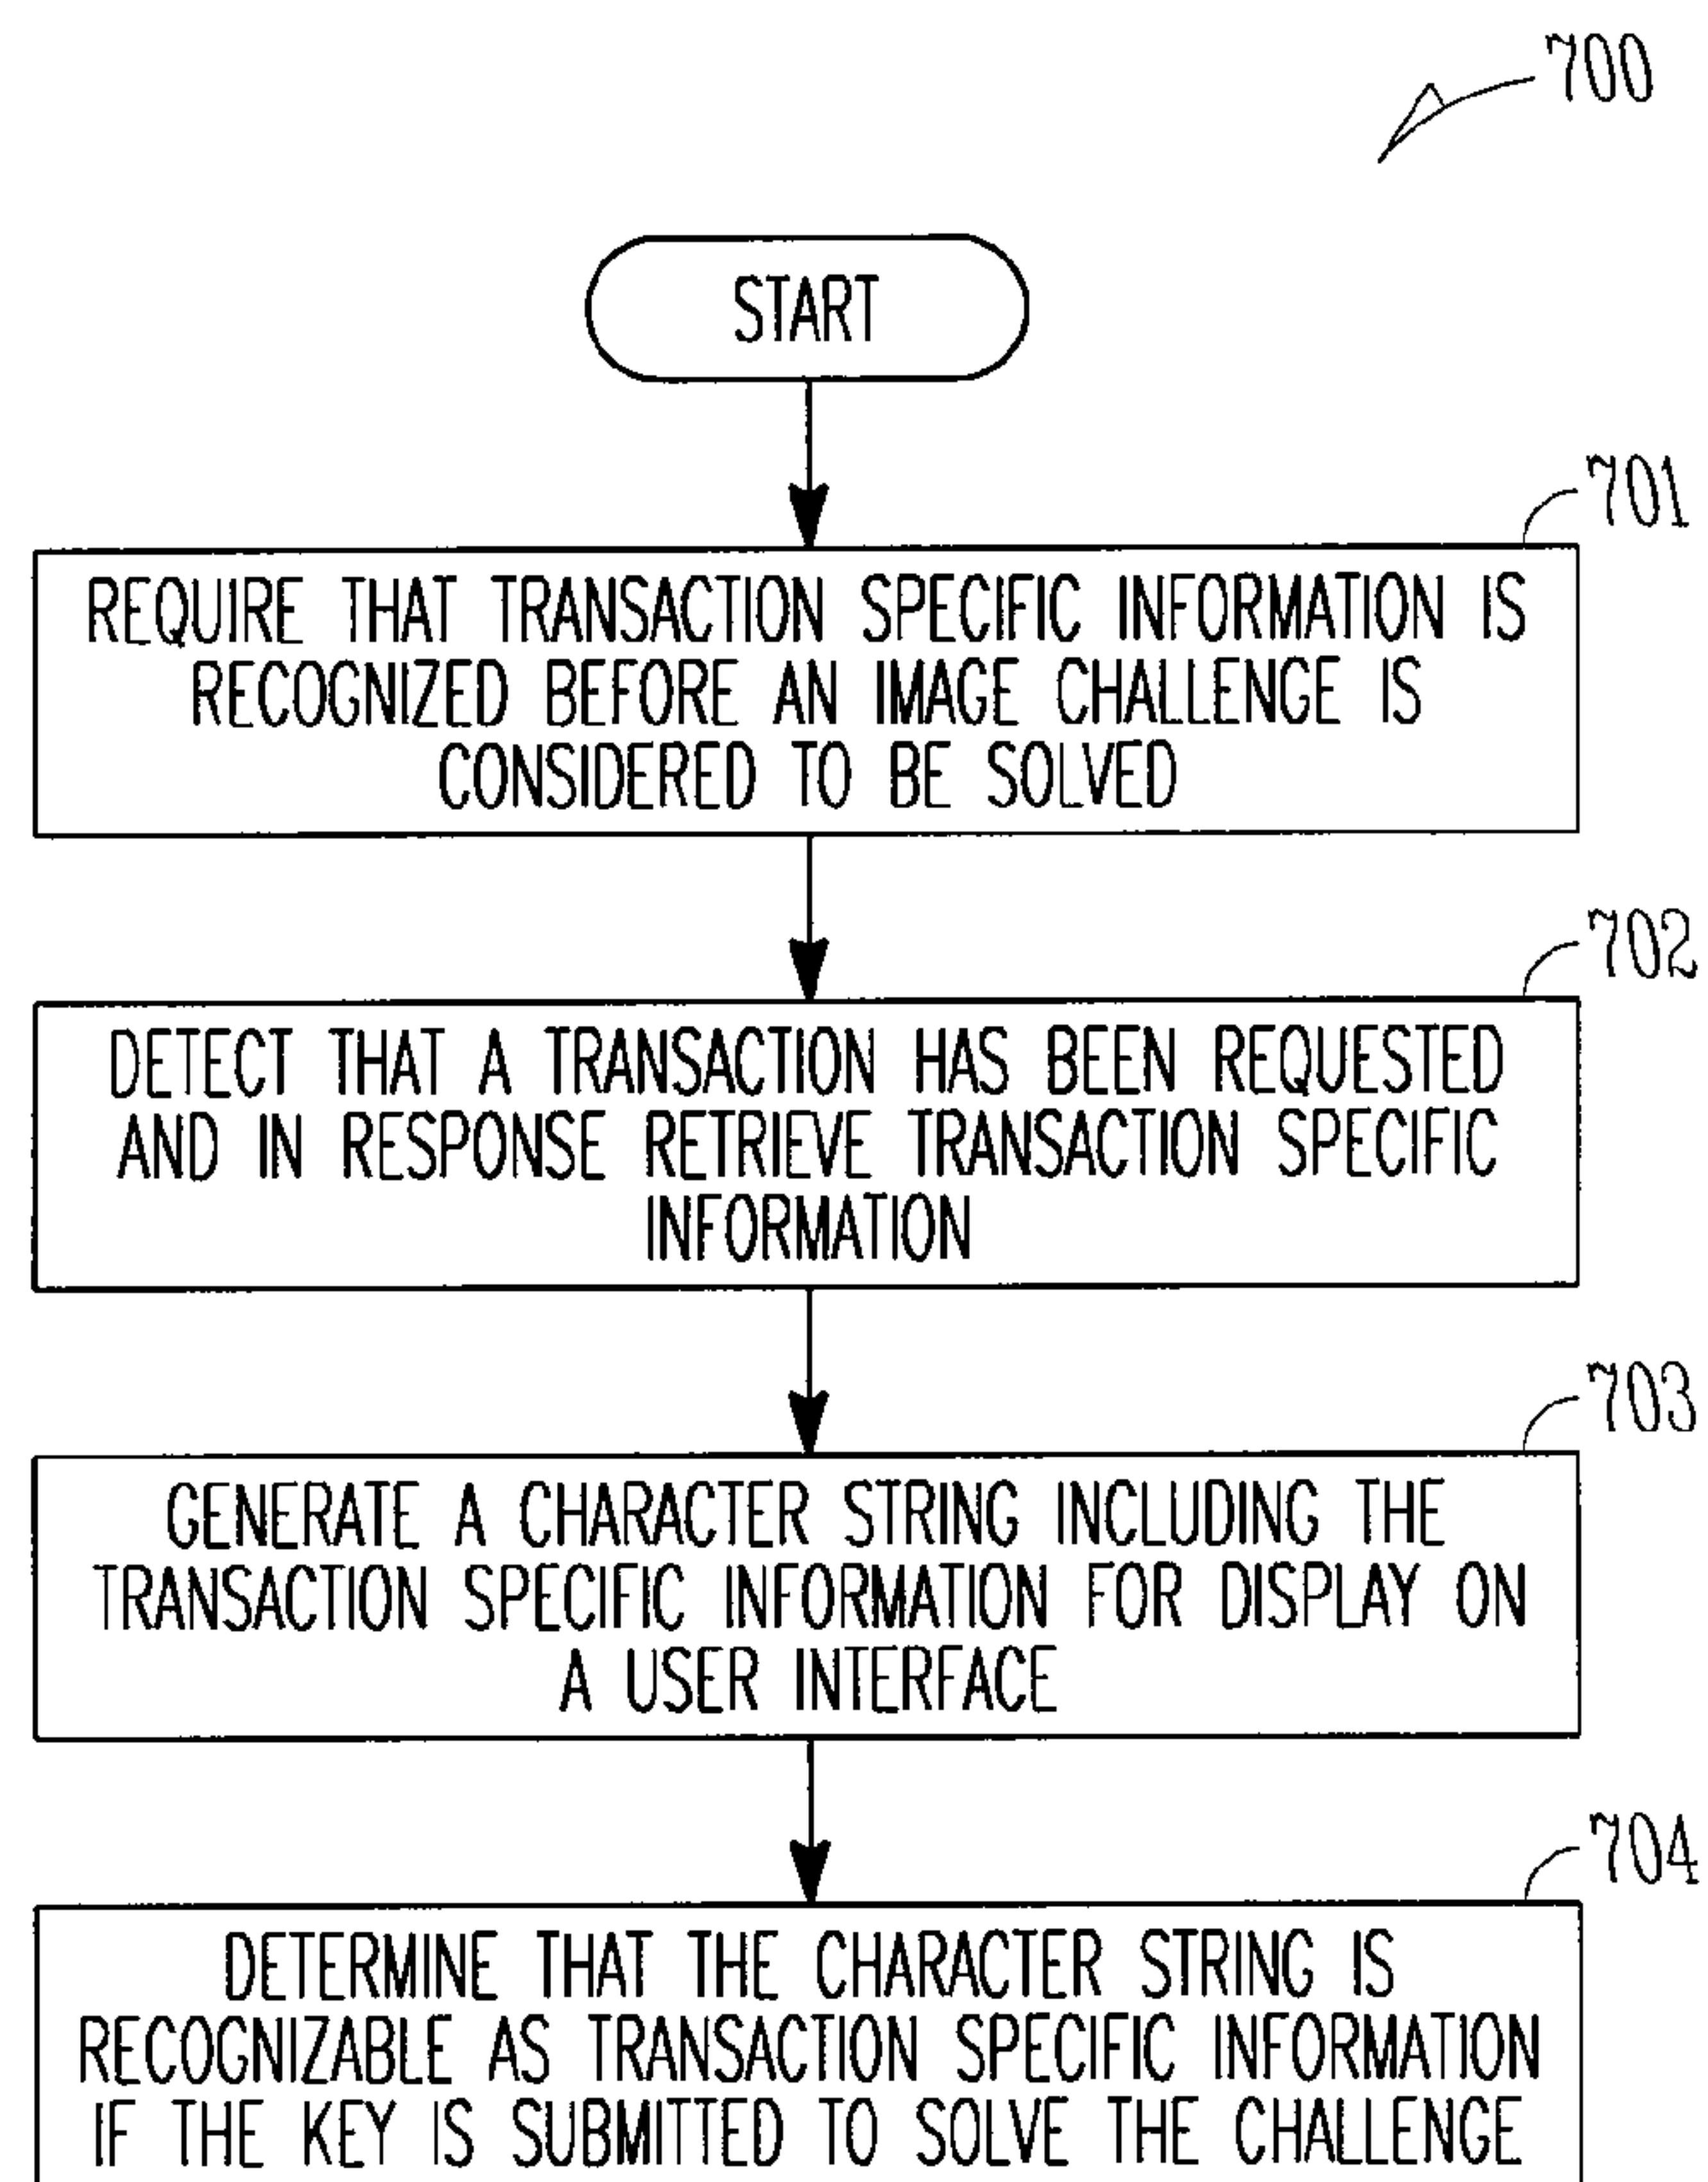 700
START
701
REQUIRE THAT TRANSACTION SPECIFIC INFORMATION IS
RECOGNIZED BEFORE AN IMAGE CHALLENGE IS
CONSIDERED TO BE SOLVED
702
DETECT THAT A TRANSACTION HAS BEEN REQUESTED
AND IN RESPONSE RETRIEVE TRANSACTION SPECIFIC
INFORMATION
703
GENERATE A CHARACTER STRING INCLUDING THE
TRANSACTION SPECIFIC INFORMATION FOR DISPLAY ON
A USER INTERFACE
704
DETERMINE THAT THE CHARACTER STRING IS
RECOGNIZABLE AS TRANSACTION SPECIFIC INFORMATION
IF THE KEY IS SUBMITTED TO SOLVE THE CHALLENGE